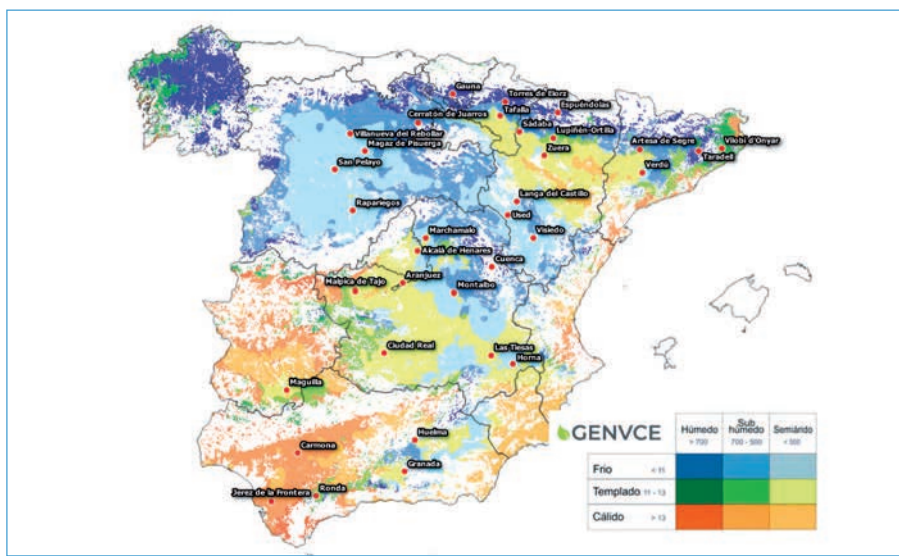 Gauna
Torres de Elorz
Espuéndolas
Tafalla
Cerratón de Juarros
Sádaba
Lupiñén-Ortilla
Villanueva del Rebollar
Magaz de Pisuerga
Zuera
Artesa de Segre
Vilobí d'Onyar
Taradell
Verdú
San Pelayo
Langa del Castillo
Rapariegos
Used
Marchamalo
Visiedo
Alcalá de Henares
Cuenca
Aranjuez
Malpica de Tajo
Montalbo
Ciudad Real
Las Tiesas
Horna
Maguilla
Huelma
Carmona
Granada
Ronda
Jerez de la Frontera
GENVCE
Húmedo > 700
Sub húmedo 700 - 500
Semiárido < 500
Frío < 11
Templado 11 - 13
Cálido > 13